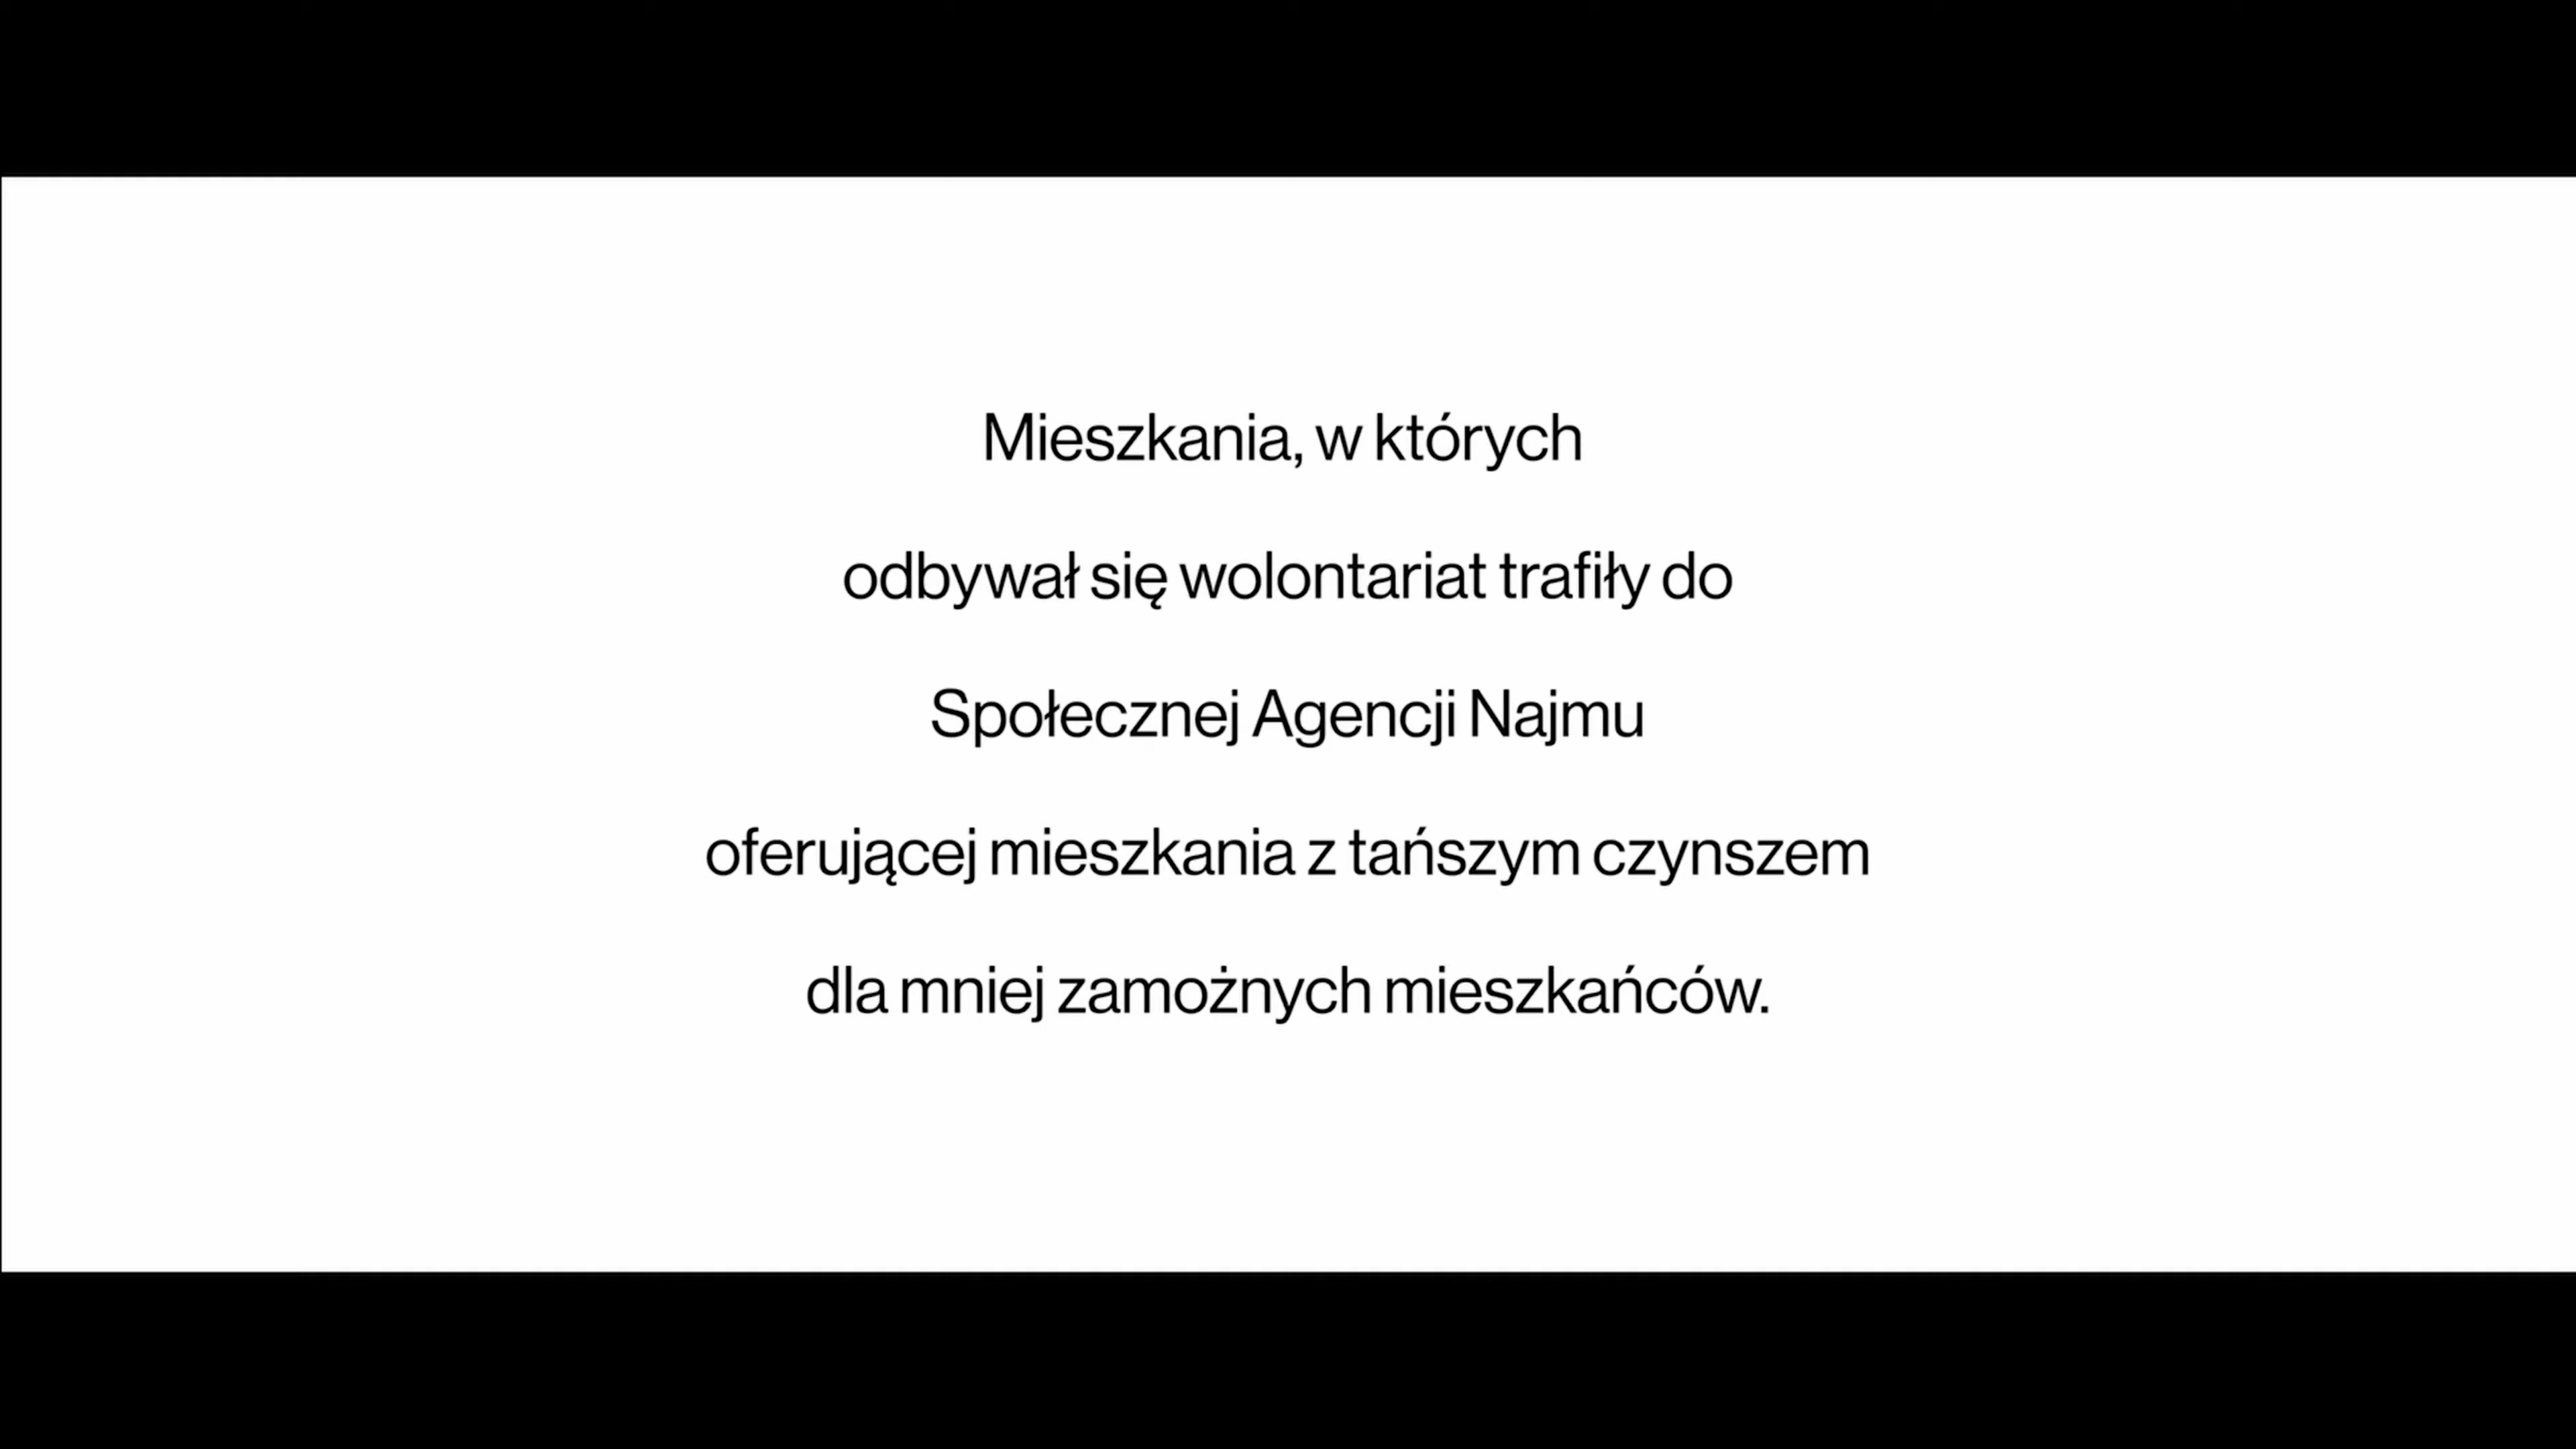 Mieszkania, w których
odbywał się wolontariat trafiły do
Społecznej Agencji Najmu
oferującej mieszkania z tańszym czynszem
dla mniej zamożnych mieszkańców.